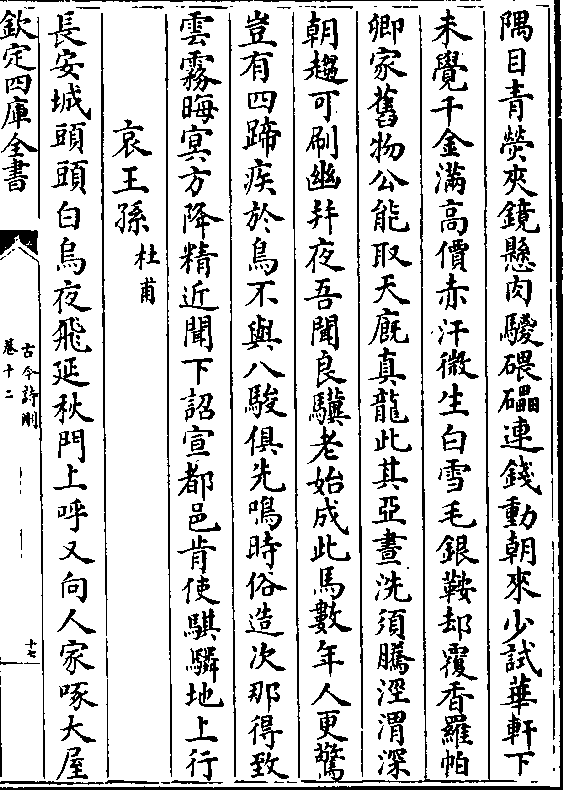 隅目青熒夾鏡懸肉騣碨礧連錢動朝來少試華軒下
未覺千金滿高價赤汗微生白雪毛銀鞍却覆香羅帕
卿家舊物公能取天廐真龍此其亞晝洗須騰涇渭深
朝趨可刷幽并夜吾聞良驥老始成此馬數年人更驚
豈有四蹄疾於鳥不與八駿俱先鳴時俗造次那得致
雲霧晦冥方降精近聞下詔宣都邑肯使騏驎地上行
哀王孫 杜甫
長安城頭頭白烏夜飛延秋門上呼又向人家啄大屋
欽定四庫全書
古今詩刪
卷十二
十七